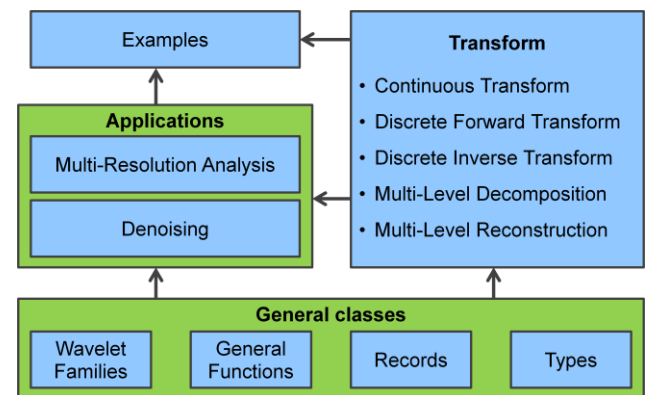 Examples
Applications
Multi-Resolution Analysis
Denoising
Transform
• Continuous Transform
• Discrete Forward Transform
• Discrete Inverse Transform
• Multi-Level Decomposition
• Multi-Level Reconstruction
General classes
Wavelet
Families
General
Functions
Records
Types